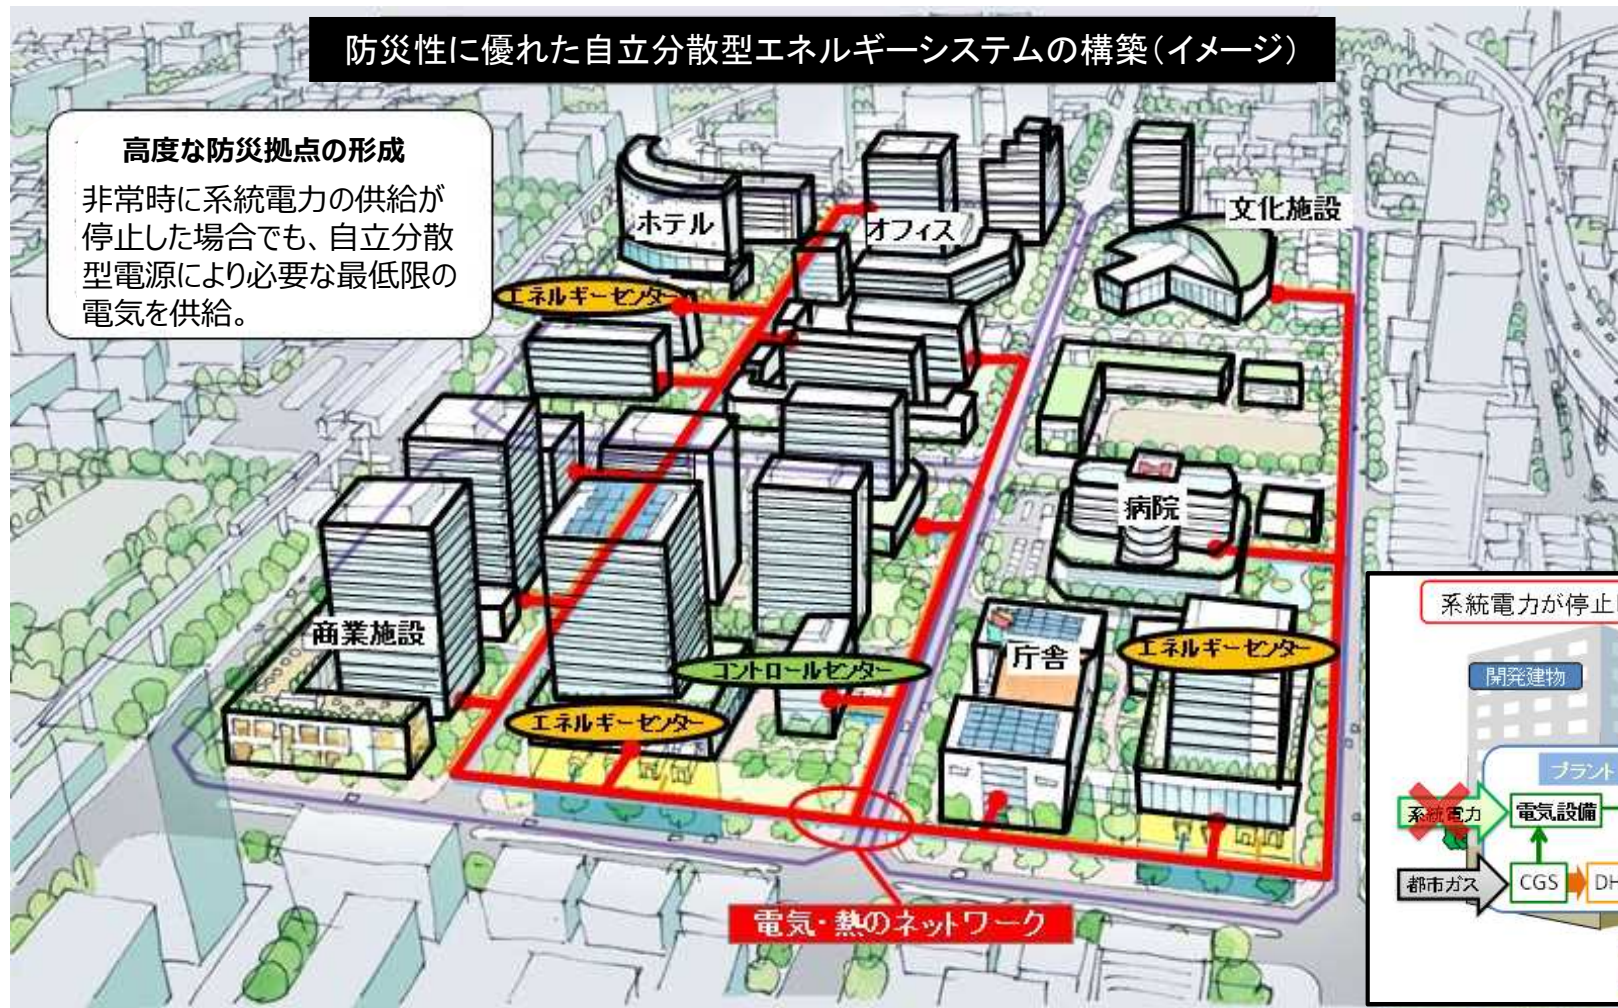 防災性に優れた自立分散型エネルギーシステムの構築(イメージ)
高度な防災拠点の形成
非常時に系統電力の供給が
停止した場合でも、自立分散
型電源により必要な最低限の
電気を供給。
ホテル
オフィス
文化施設
エネルギーセンター
病院
商業施設
コントロールセンター
庁舎
エネルギーセンター
エネルギーセンター
電気・熱のネットワーク
系統電力が停止
開発建物
プラント
系統電力
電気設備
都市ガス
CGS
DH